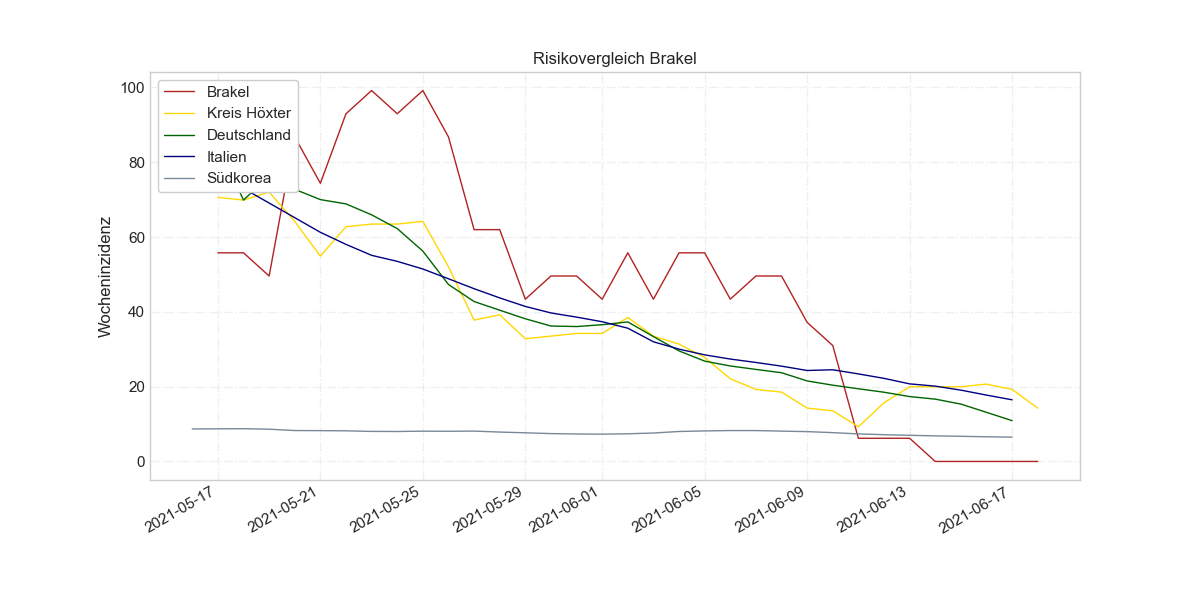 Risikovergleich Brakel
Brakel
Kreis Höxter
Deutschland
Italien
Südkorea
Wocheninzidenz
100
80
60
40
20
0
2021-05-17
2021-05-21
2021-05-25
2021-05-29
2021-06-01
2021-06-05
2021-06-09
2021-06-13
2021-06-17